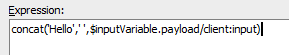 Expression:
concat('Hello',' ',$inputVariable.payload/client:input)